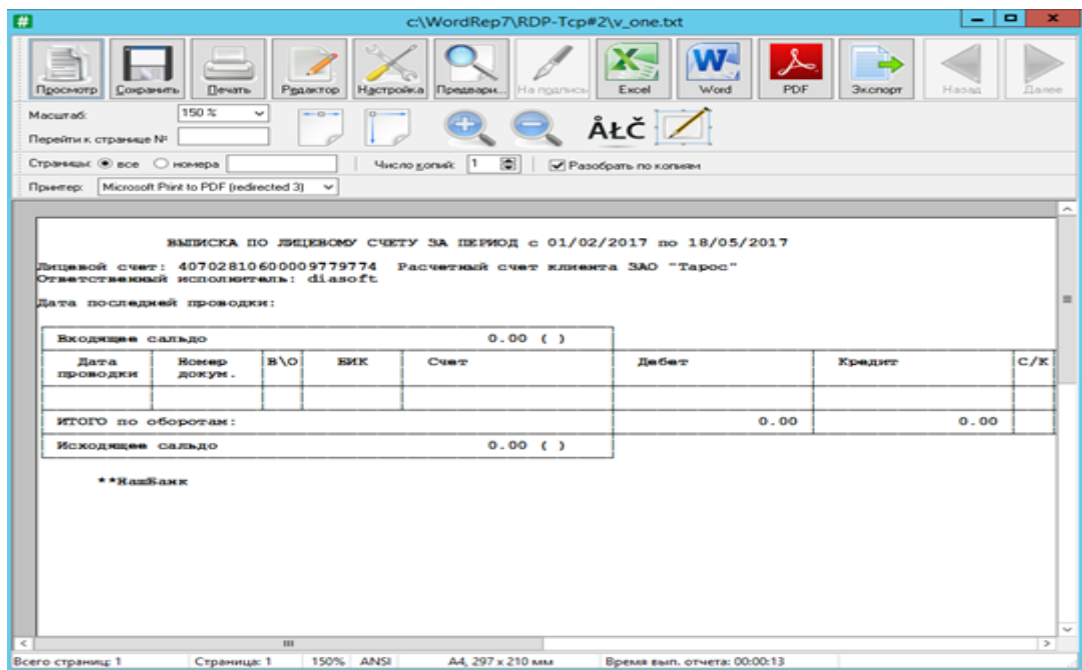 c:\WordRep7\RDP-Tcp#2\v_one.txt
Просмотр Сохранить Печать Редактор Настройка Предвари... На подпись Excel Word PDF Экспорт Назад Далее
Масштаб: 150 %
ÅŁČ
Перейти к странице №
Страницы: все номера Число копий: 1 Разобрать по копиям
Принтер: Microsoft Print to PDF (redirected 3)
ВЫПИСКА ПО ЛИЦЕВОМУ СЧЕТУ ЗА ПЕРИОД с 01/02/2017 по 18/05/2017
Лицевой счет: 40702810600009779774 Расчетный счет клиента ЗАО "Тарос"
Ответственный исполнитель: diasoft
Дата последней проводки:
Входящее сальдо 0.00 ( )
Дата Номер В\О БИК Счет Дебет Кредит С/К
проводки докум.
ИТОГО по оборотам: 0.00 0.00
Исходящее сальдо 0.00 ( )
**НашБанк
Всего страниц: 1 Страница: 1 150% ANSI A4, 297 x 210 мм Время вып. отчета: 00:00:13